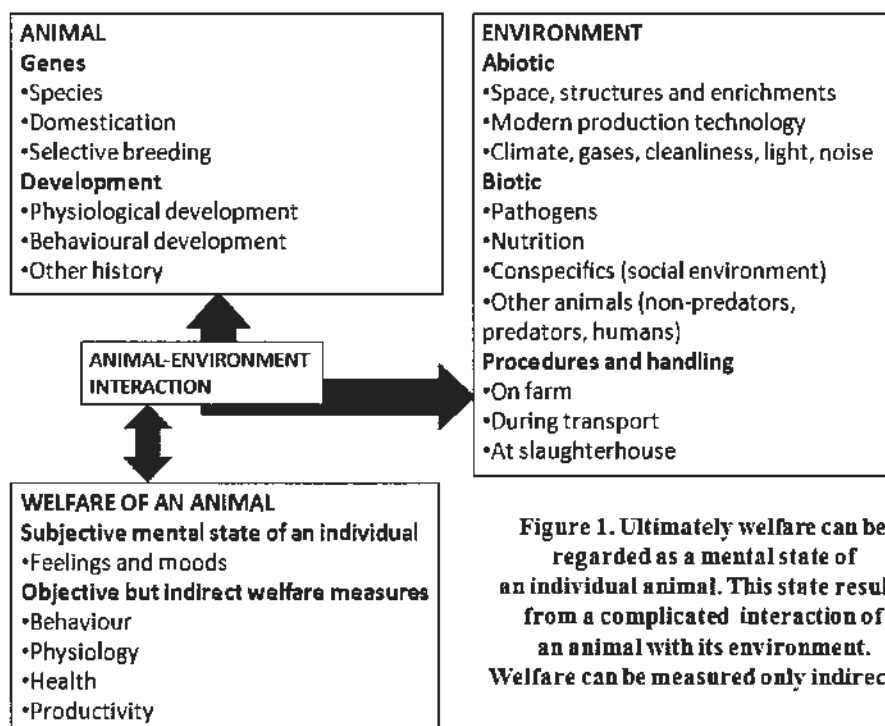 ANIMAL
Genes
•Species
•Domestication
•Selective breeding
Development
•Physiological development
•Behavioural development
•Other history
ENVIRONMENT
Abiotic
•Space, structures and enrichments
•Modern production technology
•Climate, gases, cleanliness, light, noise
Biotic
•Pathogens
•Nutrition
•Conspecifics (social environment)
•Other animals (non-predators,
predators, humans)
Procedures and handling
•On farm
•During transport
•At slaughterhouse
ANIMAL-ENVIRONMENT
INTERACTION
WELFARE OF AN ANIMAL
Subjective mental state of an individual
•Feelings and moods
Objective but indirect welfare measures
•Behaviour
•Physiology
•Health
•Productivity
Figure 1. Ultimately welfare can be
regarded as a mental state of
an individual animal. This state resul
from a complicated interaction of
an animal with its environment.
Welfare can be measured only indirec